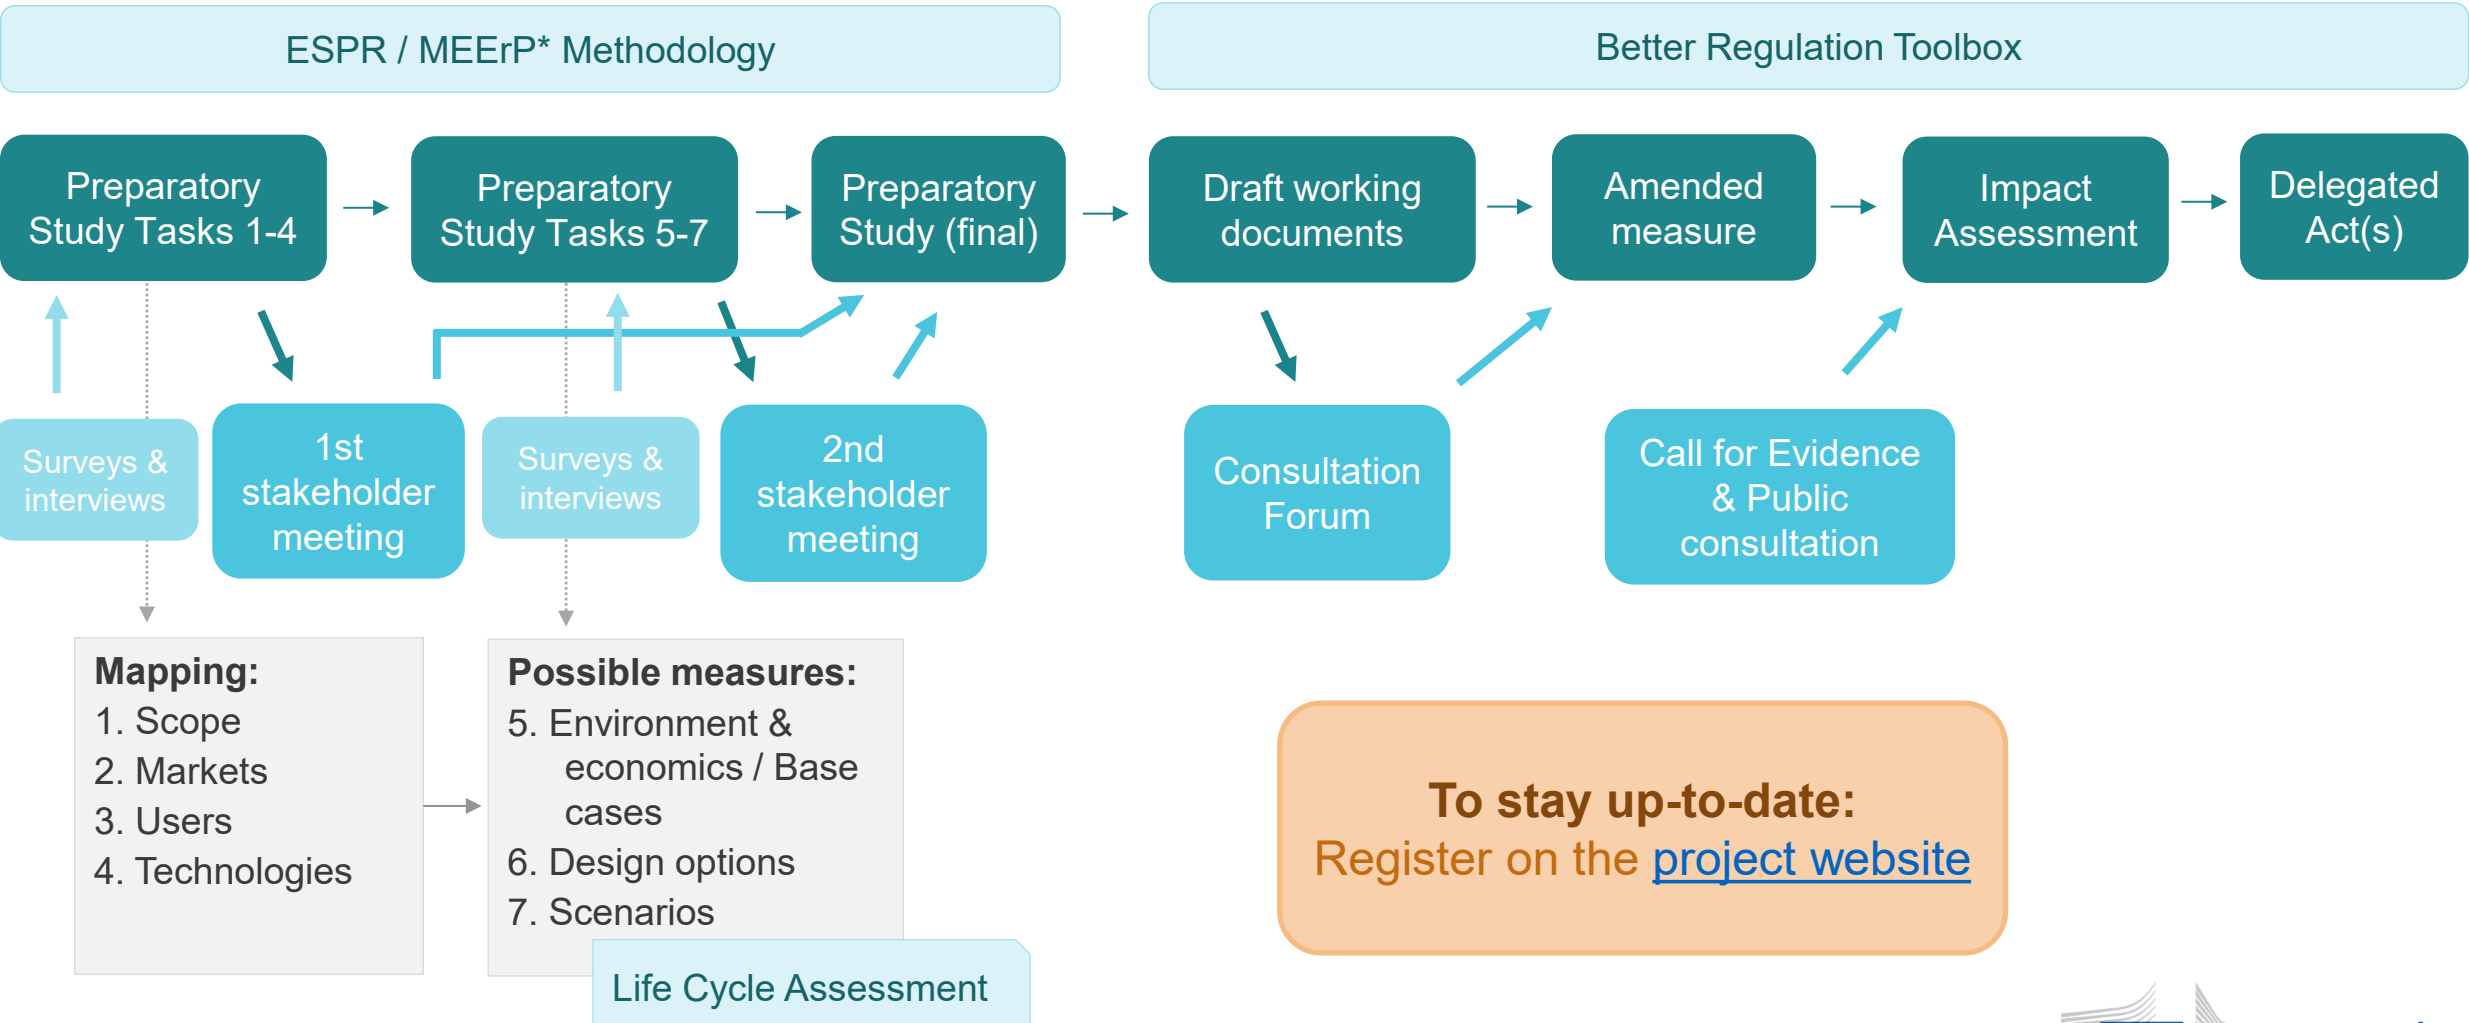 ESPR / MEErP* Methodology
Better Regulation Toolbox
Preparatory
Study Tasks 1-4
Preparatory
Study Tasks 5-7
Preparatory
Study (final)
Draft working
documents
Amended
measure
Impact
Assessment
Delegated
Act(s)
Surveys &
interviews
1st
stakeholder
meeting
Surveys &
interviews
2nd
stakeholder
meeting
Consultation
Forum
Call for Evidence
& Public
consultation
Mapping:
1. Scope
2. Markets
3. Users
4. Technologies
Possible measures:
5. Environment &
economics / Base
cases
6. Design options
7. Scenarios
Life Cycle Assessment
To stay up-to-date:
Register on the project website